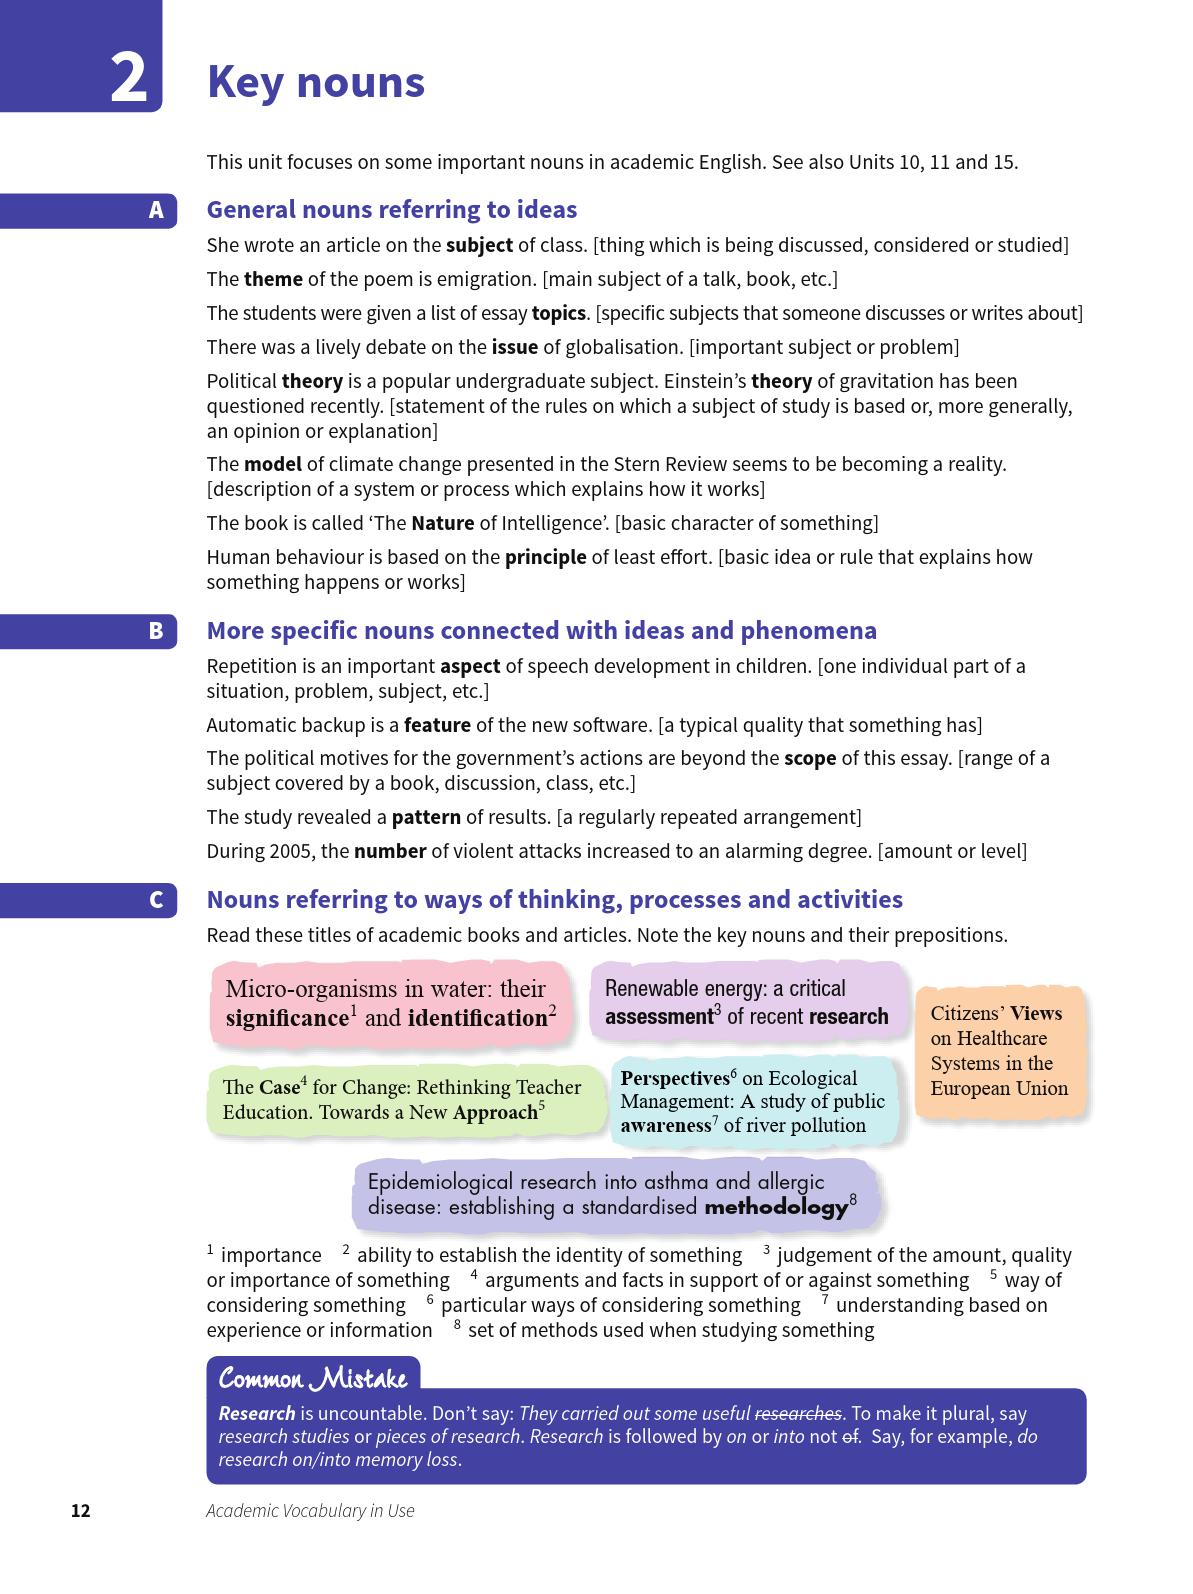 2
Key nouns
This unit focuses on some important nouns in academic English. See also Units 10, 11 and 15.
A
General nouns referring to ideas
She wrote an article on the subject of class. [thing which is being discussed, considered or studied]
The theme of the poem is emigration. [main subject of a talk, book, etc.]
The students were given a list of essay topics. [specific subjects that someone discusses or writes about]
There was a lively debate on the issue of globalisation. [important subject or problem]
Political theory is a popular undergraduate subject. Einstein’s theory of gravitation has been
questioned recently. [statement of the rules on which a subject of study is based or, more generally,
an opinion or explanation]
The model of climate change presented in the Stern Review seems to be becoming a reality.
[description of a system or process which explains how it works]
The book is called ‘The Nature of Intelligence’. [basic character of something]
Human behaviour is based on the principle of least effort. [basic idea or rule that explains how
something happens or works]
B
More specific nouns connected with ideas and phenomena
Repetition is an important aspect of speech development in children. [one individual part of a
situation, problem, subject, etc.]
Automatic backup is a feature of the new software. [a typical quality that something has]
The political motives for the government’s actions are beyond the scope of this essay. [range of a
subject covered by a book, discussion, class, etc.]
The study revealed a pattern of results. [a regularly repeated arrangement]
During 2005, the number of violent attacks increased to an alarming degree. [amount or level]
C
Nouns referring to ways of thinking, processes and activities
Read these titles of academic books and articles. Note the key nouns and their prepositions.
Micro-organisms in water: their
significance1 and identification2
Renewable energy: a critical
assessment3 of recent research
Citizens’ Views
on Healthcare
Systems in the
European Union
The Case4 for Change: Rethinking Teacher
Education. Towards a New Approach5
Perspectives6 on Ecological
Management: A study of public
awareness7 of river pollution
Epidemiological research into asthma and allergic
disease: establishing a standardised methodology8
1 importance 2 ability to establish the identity of something 3 judgement of the amount, quality
or importance of something 4 arguments and facts in support of or against something 5 way of
considering something 6 particular ways of considering something 7 understanding based on
experience or information 8 set of methods used when studying something
Common Mistake
Research is uncountable. Don’t say: They carried out some useful researches. To make it plural, say
research studies or pieces of research. Research is followed by on or into not of. Say, for example, do
research on/into memory loss.
12
Academic Vocabulary in Use